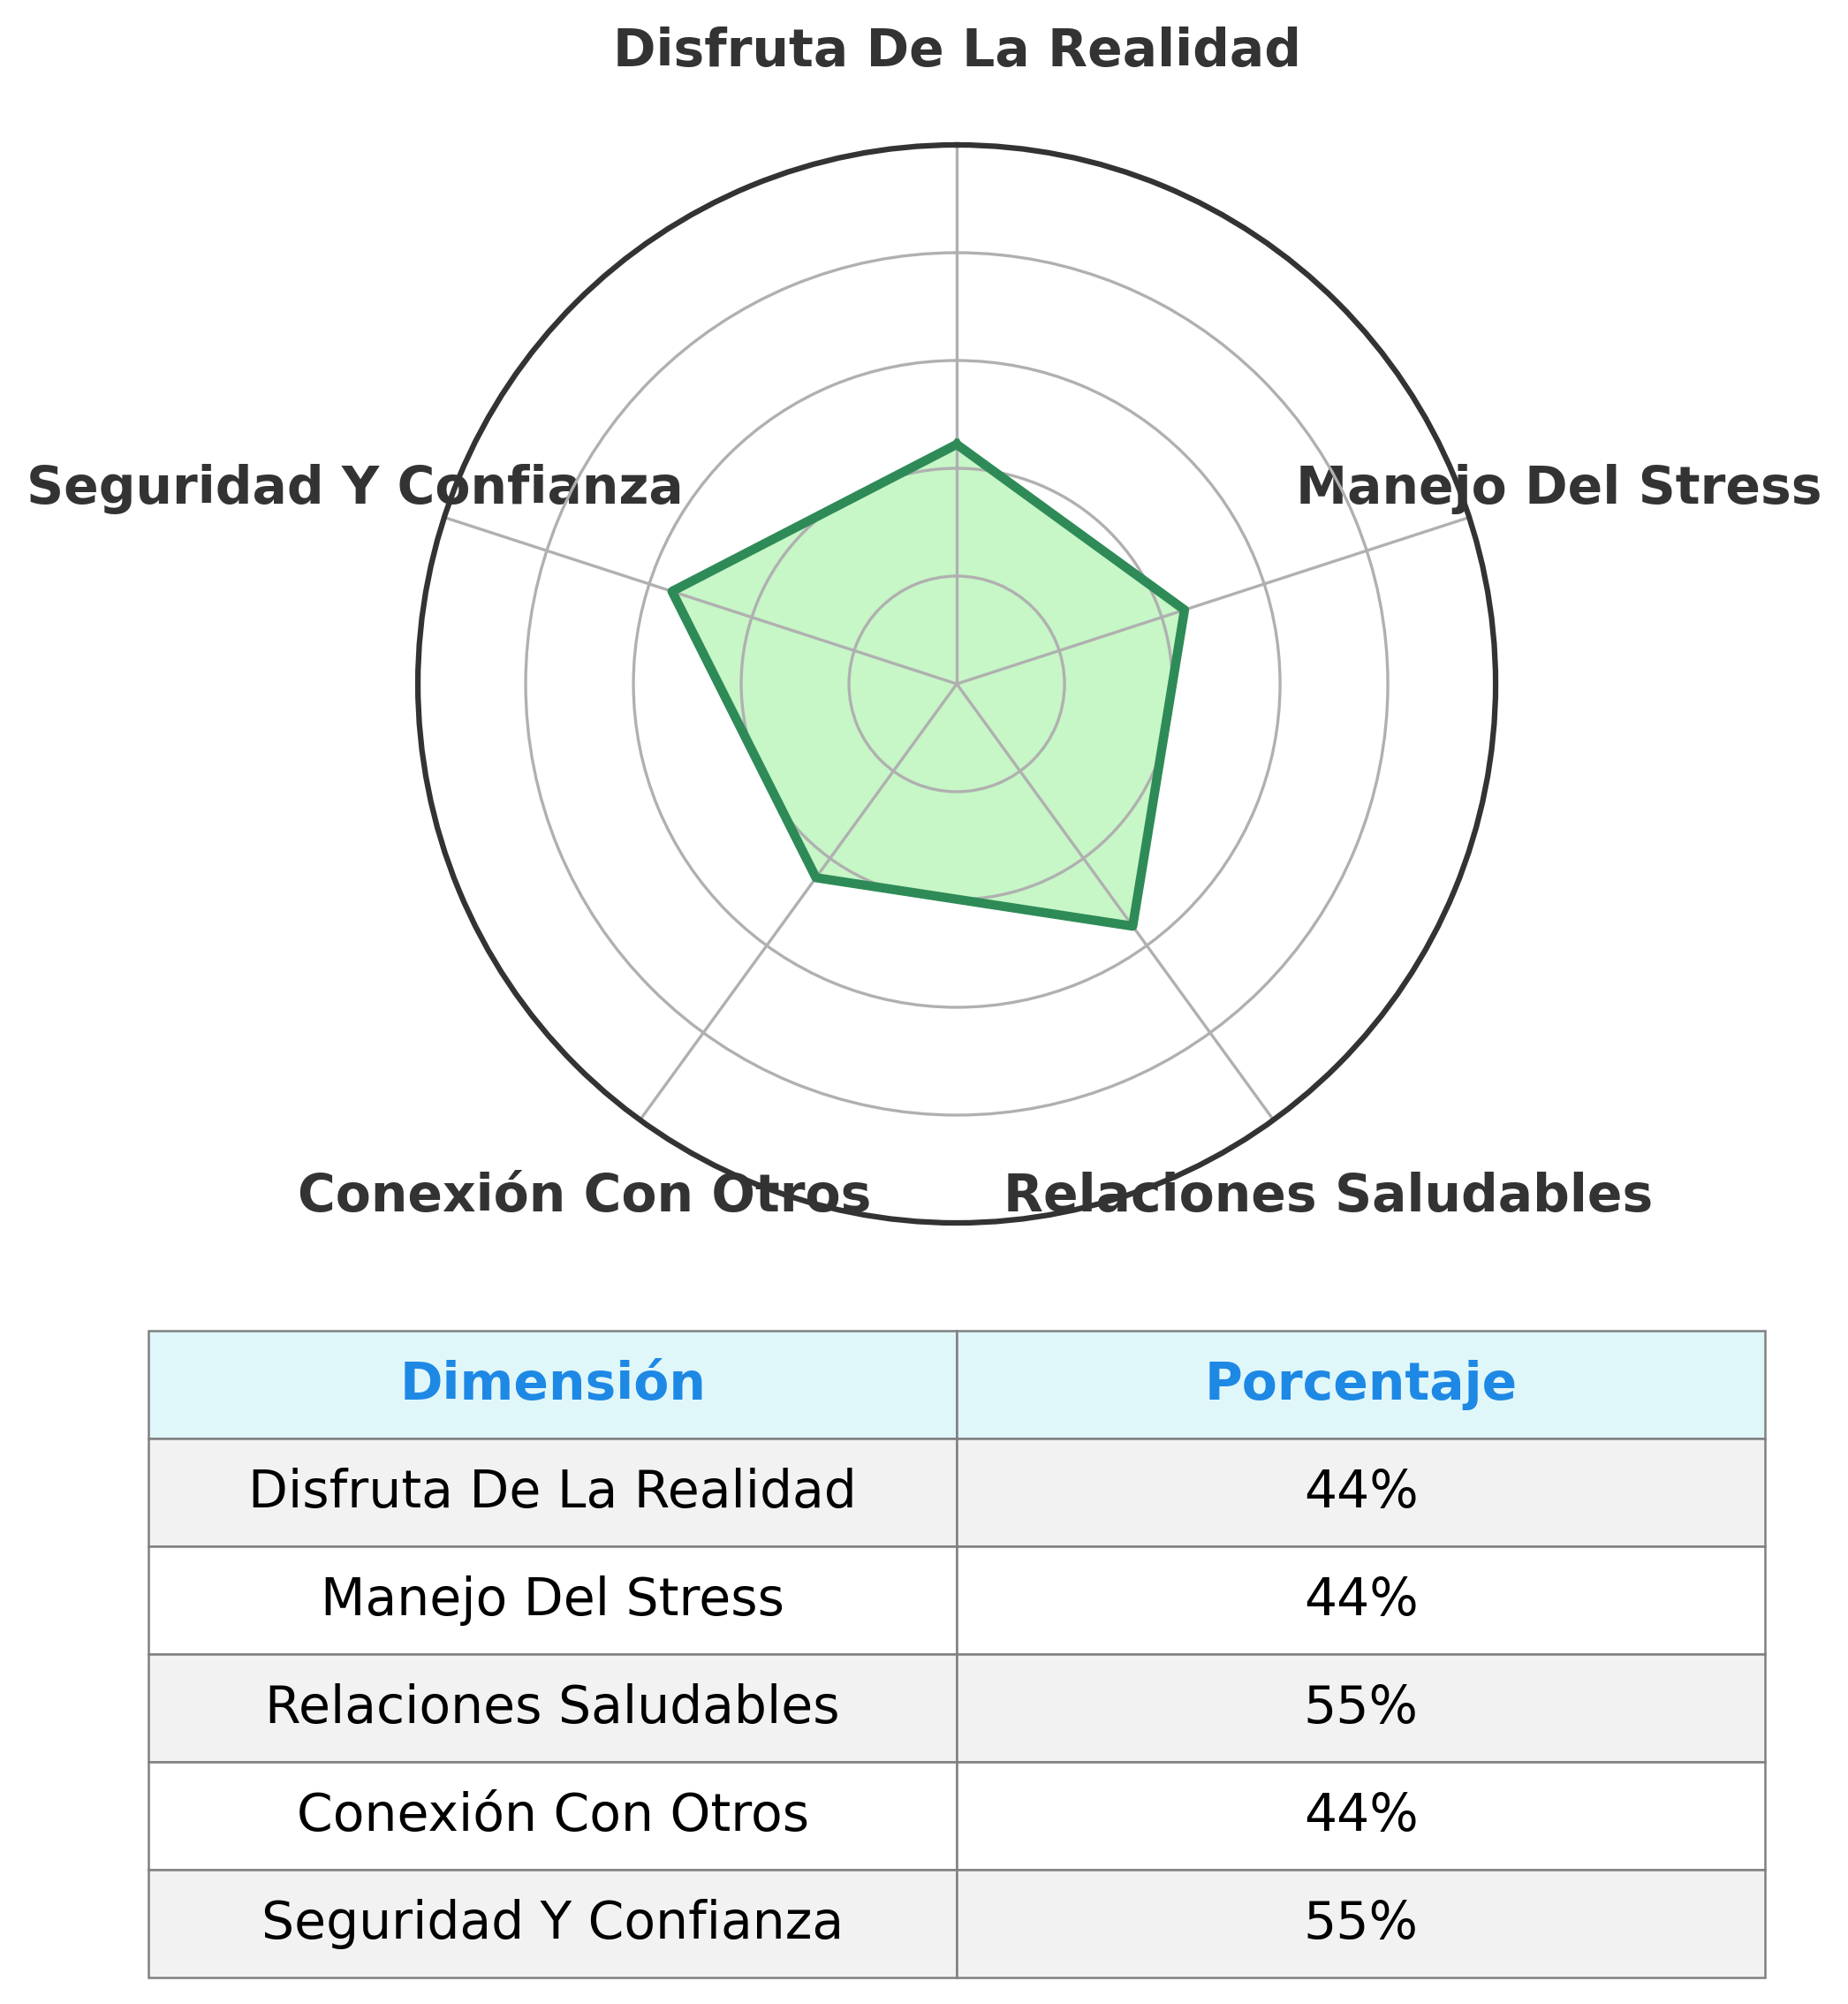 Disfruta De La Realidad
Seguridad Y Confianza
Manejo Del Stress
Conexión Con Otros
Relaciones Saludables
Dimensión Porcentaje
Disfruta De La Realidad 44%
Manejo Del Stress 44%
Relaciones Saludables 55%
Conexión Con Otros 44%
Seguridad Y Confianza 55%